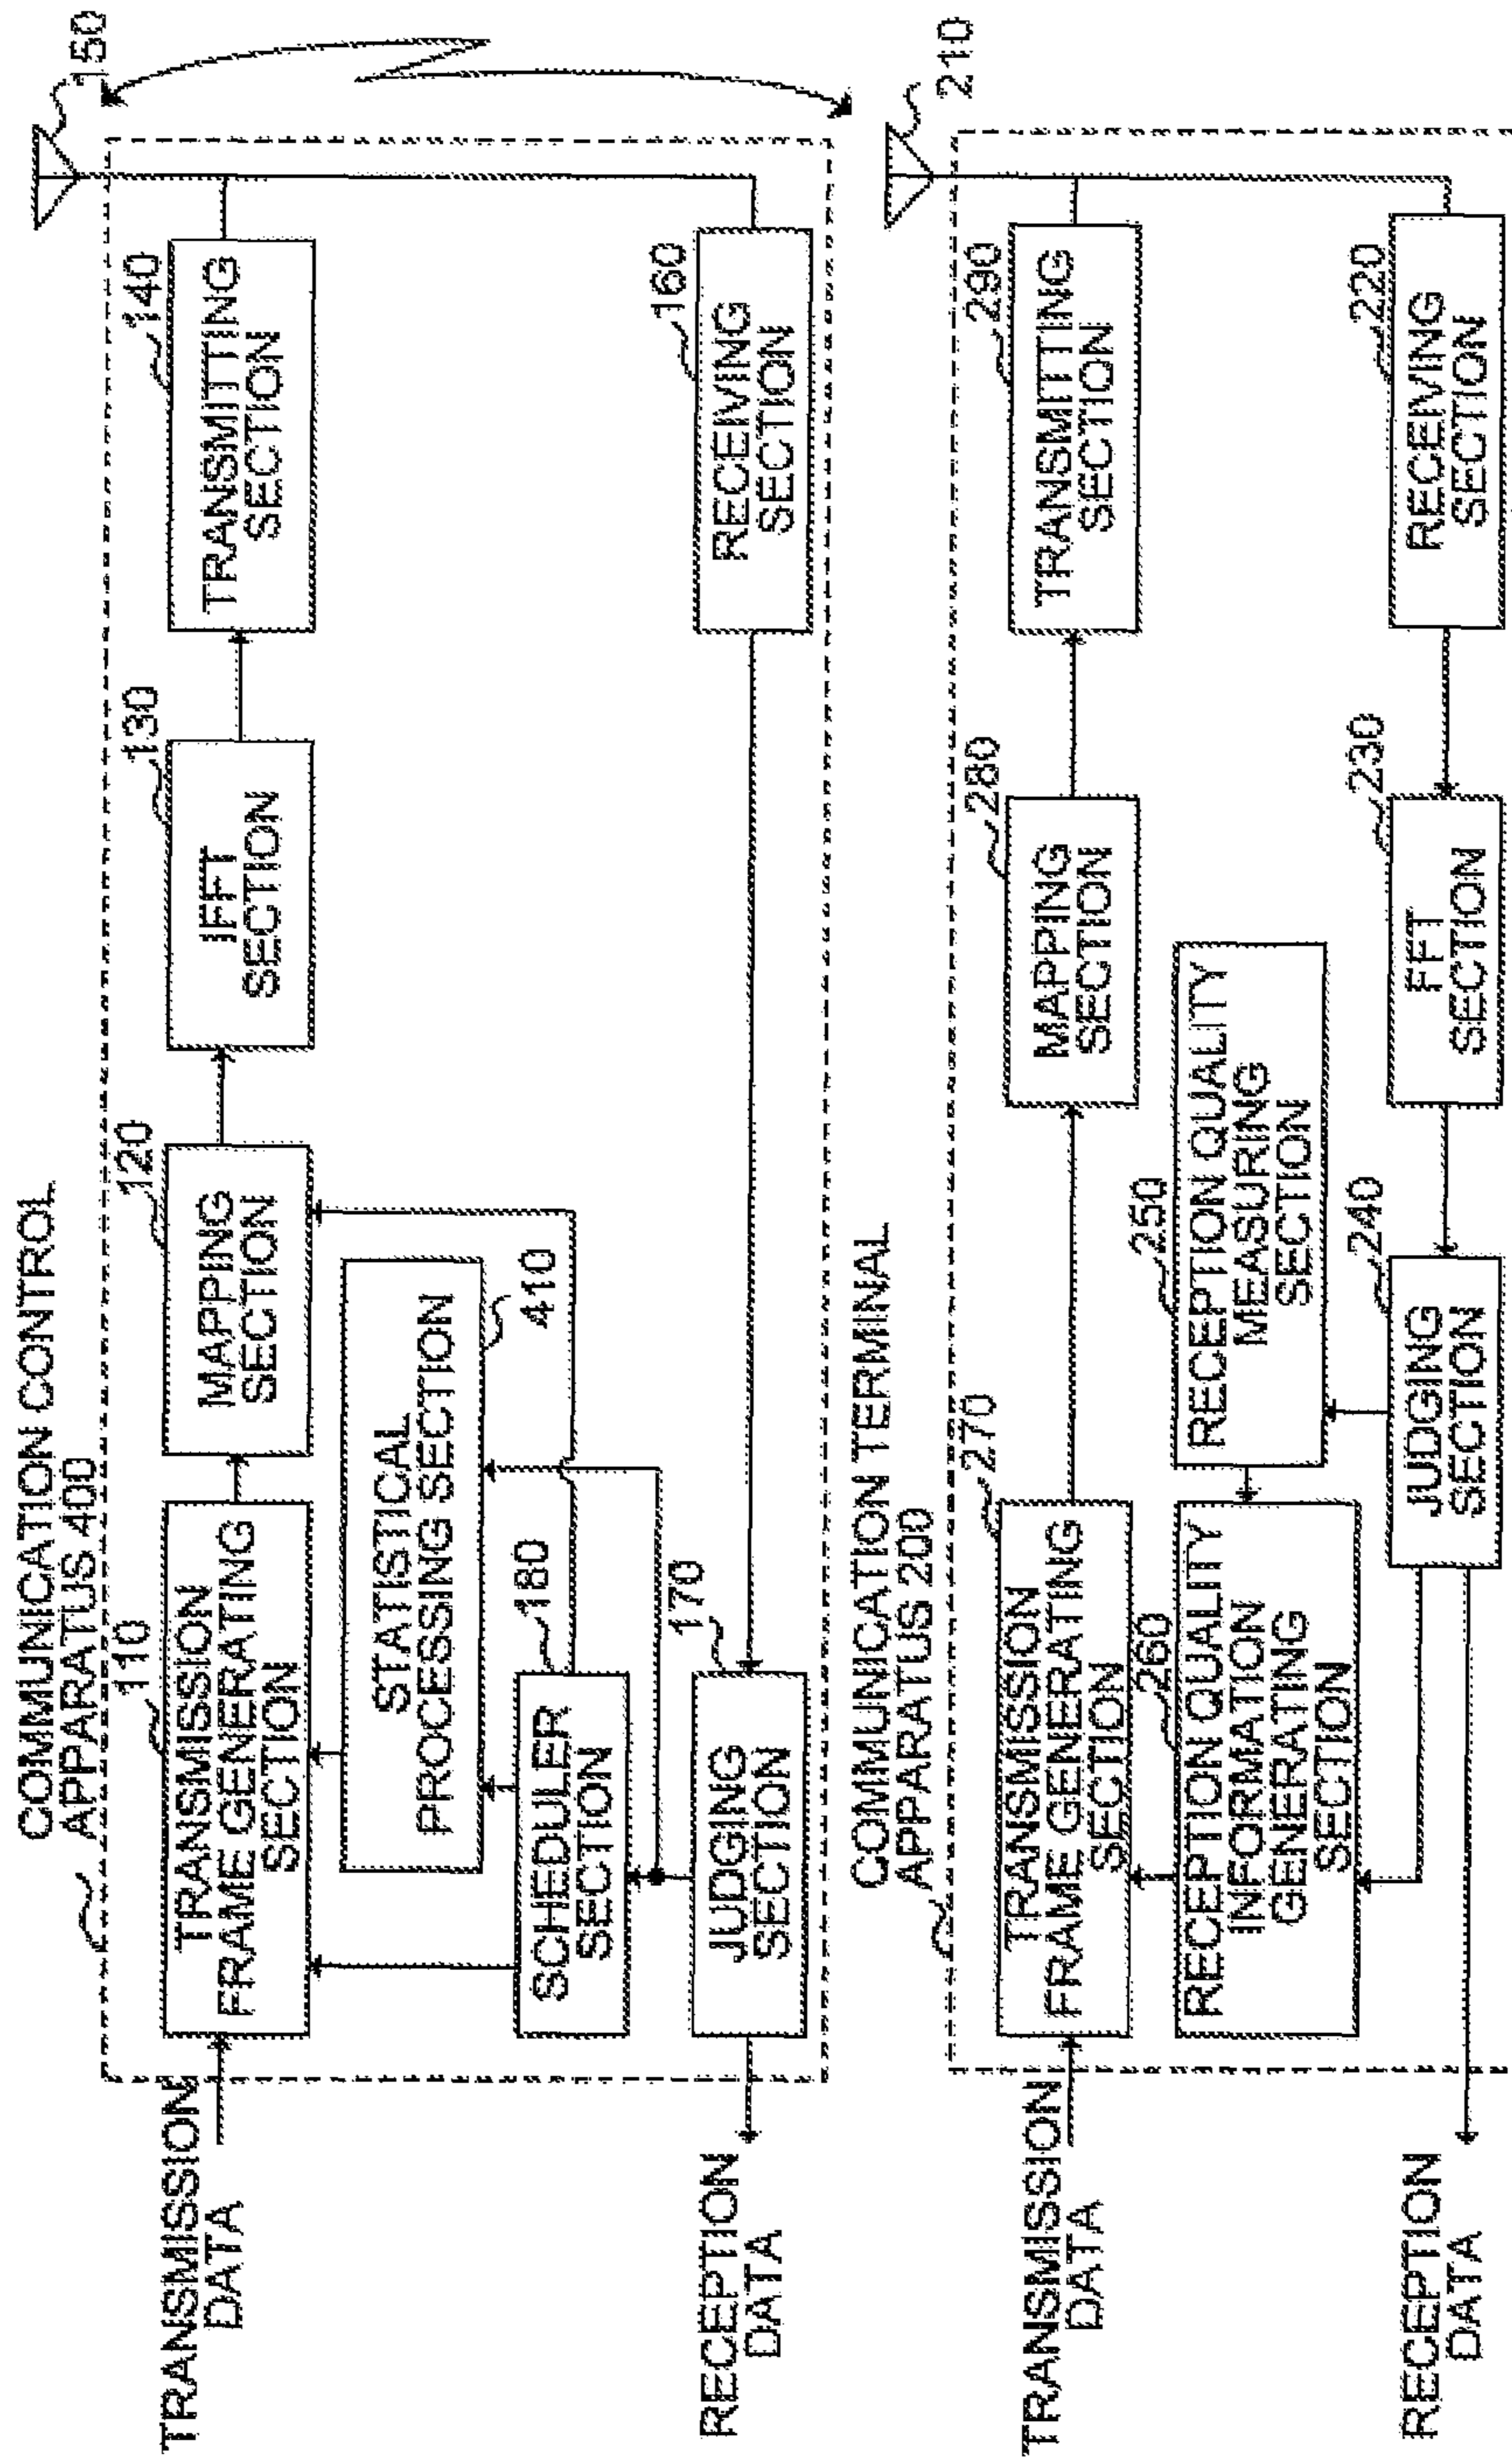 COMMUNICATION CONTROL
APPARATUS 400
TRANSMISSION
DATA
110
TRANSMISSION
FRAME GENERATING
SECTION
120
MAPPING
SECTION
130
IFFT
SECTION
140
TRANSMITTING
SECTION
150
STATISTICAL
PROCESSING SECTION
410
180
SCHEDULER
SECTION
170
JUDGING
SECTION
160
RECEIVING
SECTION
RECEPTION
DATA
COMMUNICATION TERMINAL
APPARATUS 200
TRANSMISSION
DATA
270
TRANSMISSION
FRAME GENERATING
SECTION
280
MAPPING
SECTION
290
TRANSMITTING
SECTION
210
260
RECEPTION QUALITY
INFORMATION
GENERATING
SECTION
250
RECEPTION QUALITY
MEASURING
SECTION
240
JUDGING
SECTION
230
FFT
SECTION
220
RECEIVING
SECTION
RECEPTION
DATA